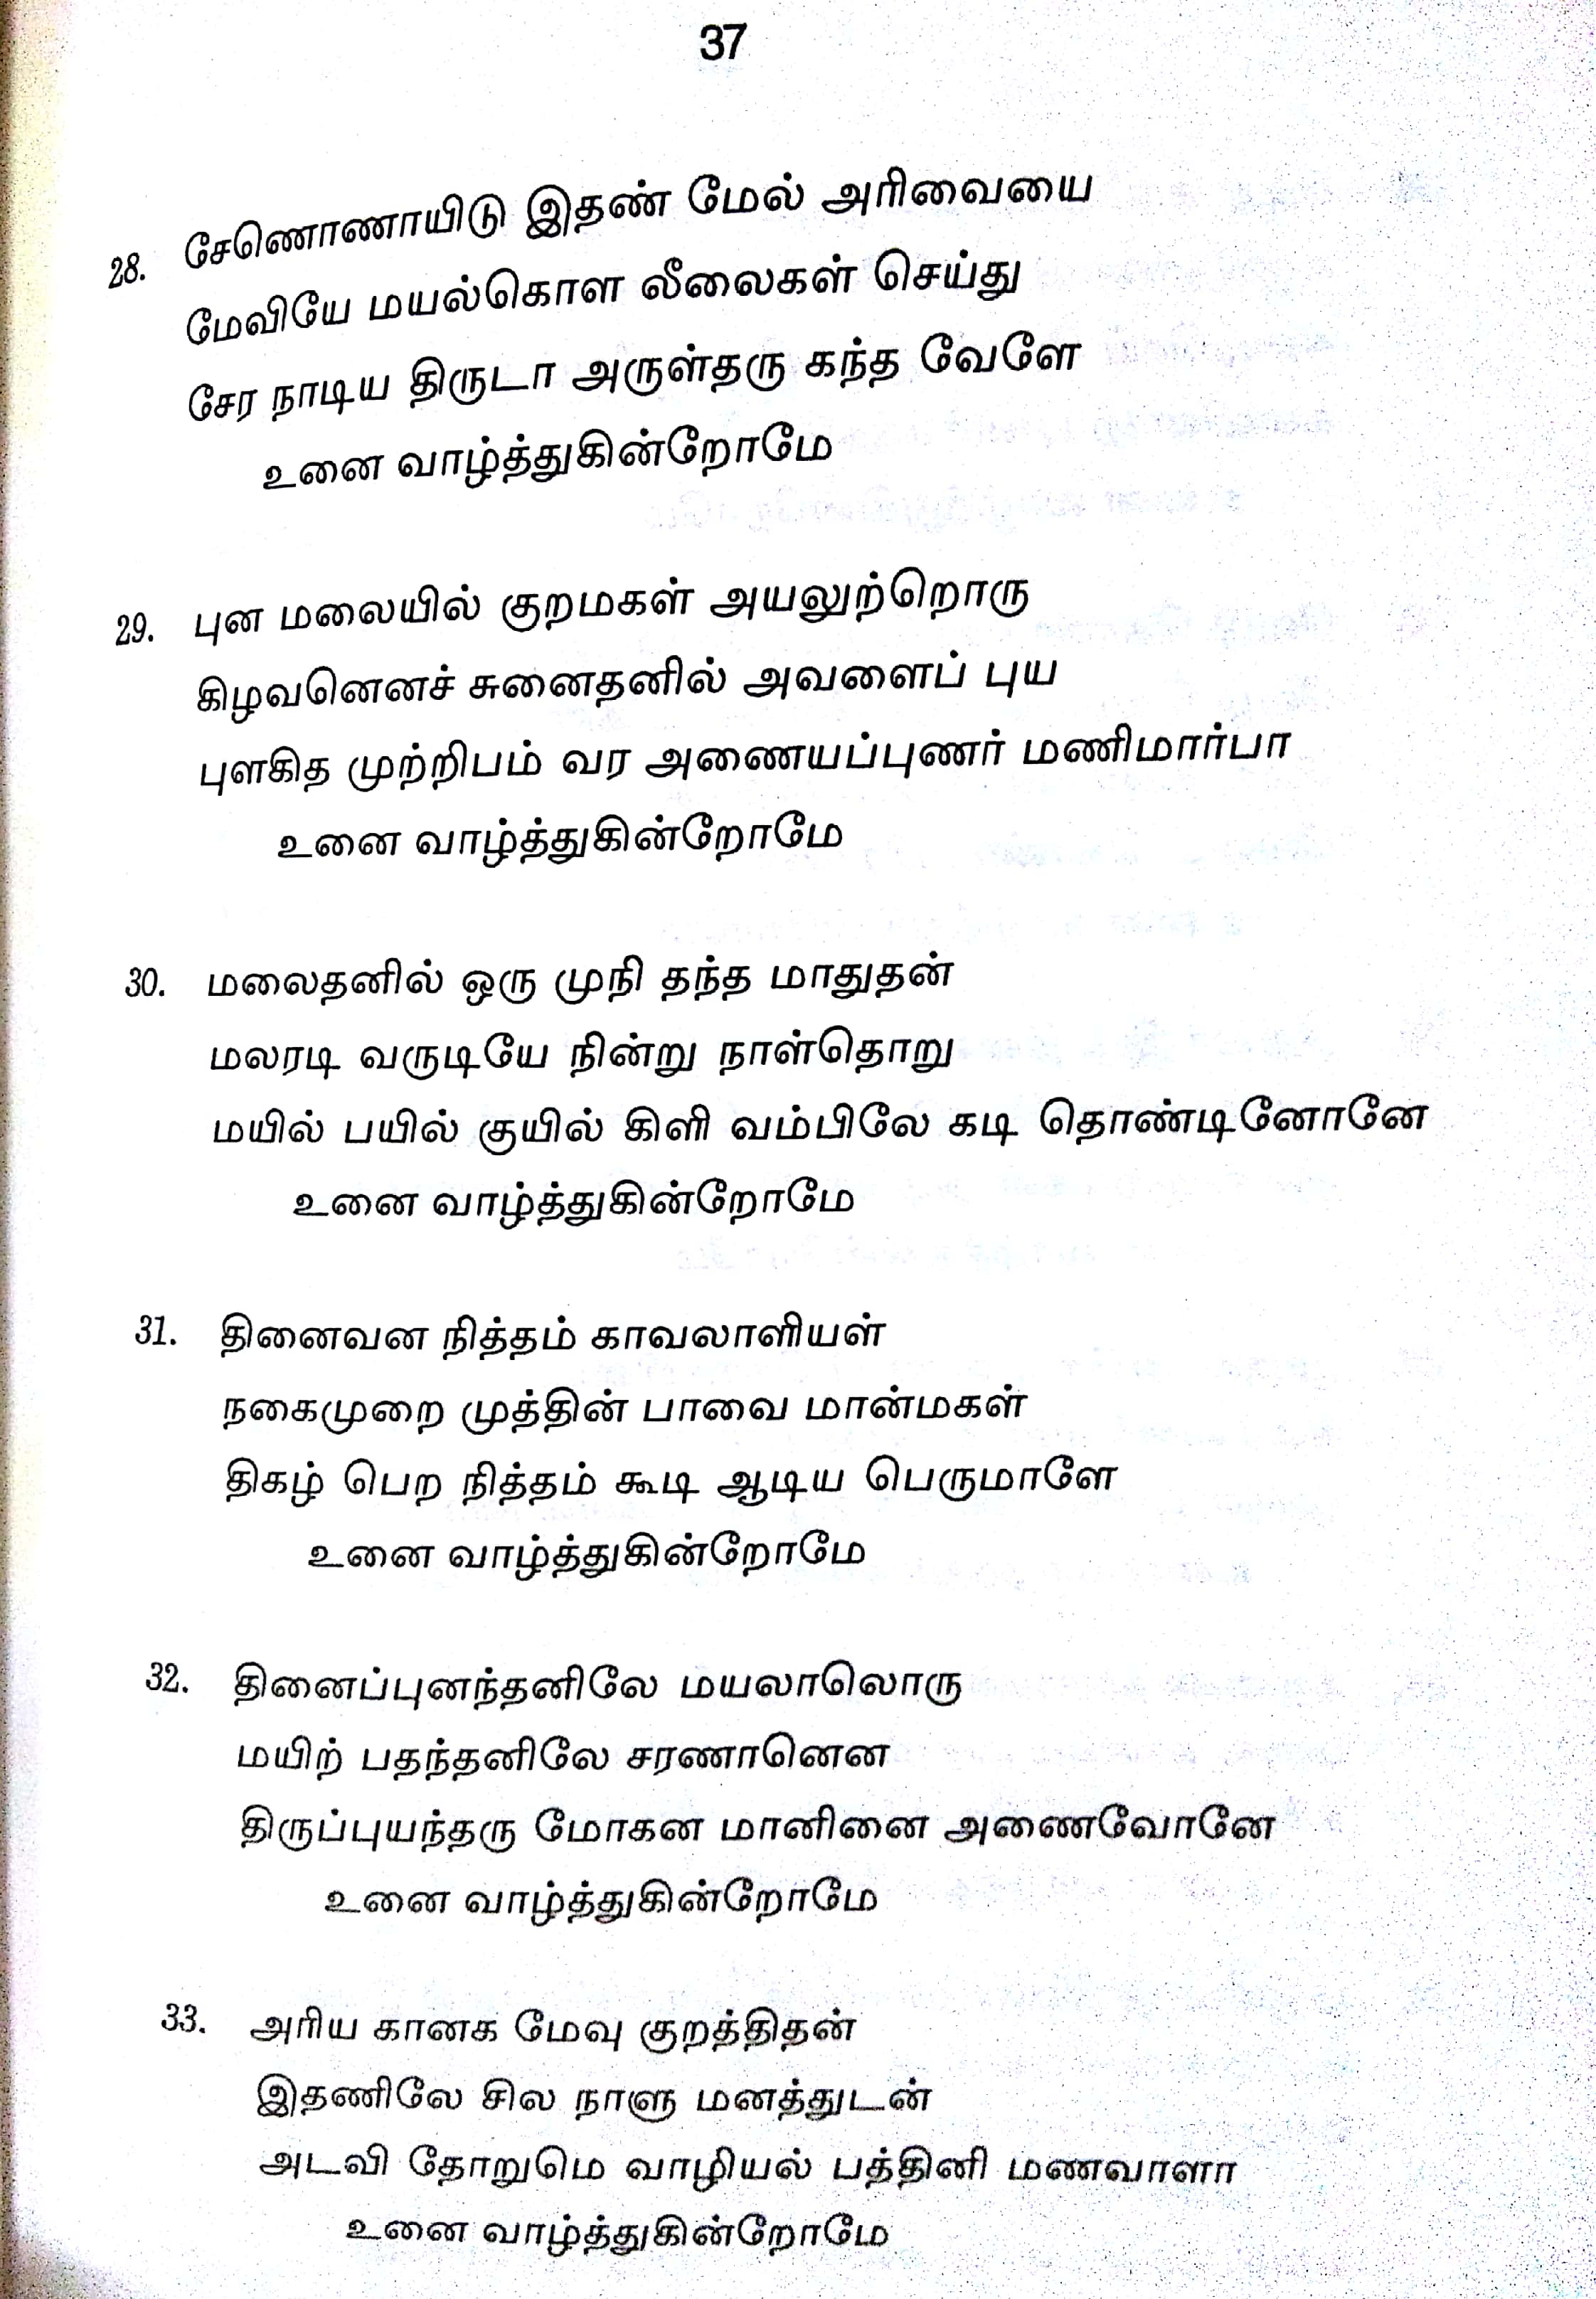 37
28. சேணொணாயிடு இதண் மேல் அரிவையை
மேவியே மயல்கொள லீலைகள் செய்து
சேர நாடிய திருடா அருள்தரு கந்த வேளே
உனை வாழ்த்துகின்றோமே
29. புன மலையில் குறமகள் அயலுற்றொரு
கிழவனெனச் சுனைதனில் அவளைப் புய
புளகித முற்றிபம் வர அணையப்புணர் மணிமார்பா
உனை வாழ்த்துகின்றோமே
30. மலைதனில் ஒரு முநி தந்த மாதுதன்
மலரடி வருடியே நின்று நாள்தொறு
மயில் பயில் குயில் கிளி வம்பிலே கடி தொண்டினோனே
உனை வாழ்த்துகின்றோமே
31. தினைவன நித்தம் காவலாளியள்
நகைமுறை முத்தின் பாவை மான்மகள்
திகழ் பெற நித்தம் கூடி ஆடிய பெருமாளே
உனை வாழ்த்துகின்றோமே
32. தினைப்புனந்தனிலே மயலாலொரு
மயிற் பதந்தனிலே சரணானென
திருப்புயந்தரு மோகன மானினை அணைவோனே
உனை வாழ்த்துகின்றோமே
33. அரிய கானக மேவு குறத்திதன்
இதணிலே சில நாளு மனத்துடன்
அடவி தோறுமெ வாழியல் பத்தினி மணவாளா
உனை வாழ்த்துகின்றோமே